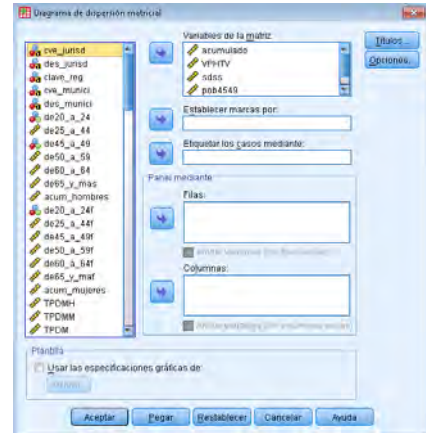 Diagrama de dispersión matricial
cve_jurisd
des_jurisd
clave_reg
cve_munici
des_munici
de20_a_24
de25_a_44
de45_a_49
de50_a_59
de60_a_64
de65_y_mas
acum_hombres
de20_a_24f
de25_a_44f
de45_a_49f
de50_a_59f
de60_a_64f
de65_y_maf
acum_mujeres
TPDMH
TPDMM
TPDM
Variables de la matriz:
acumulado
VPHTV
sdss
pob4549
Establecer marcas por:
Etiquetar los casos mediante:
Panel mediante
Filas:
Columnas:
Títulos...
Opciones...
Plantilla
Usar las especificaciones gráficas de:
Aceptar
Pegar
Restablecer
Cancelar
Ayuda